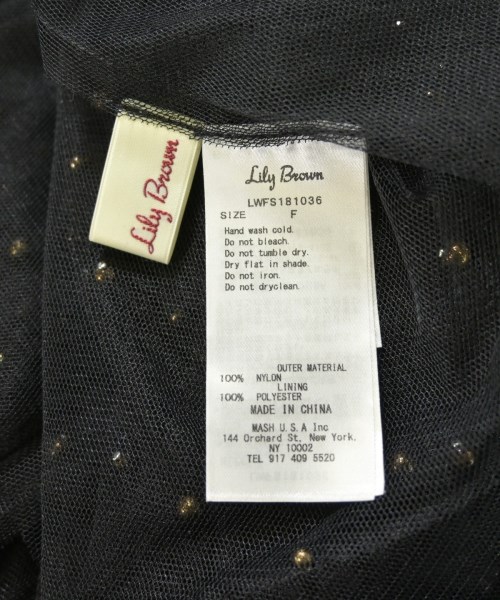 Lily Brown
Lily Brown
LWFS181036
SIZE F
Hand wash cold.
Do not bleach.
Do not tumble dry.
Dry flat in shade.
Do not iron.
Do not dryclean.
OUTER MATERIAL
100% NYLON
LINING
100% POLYESTER
MADE IN CHINA
MASH U.S.A Inc
144 Orchard St, New York.
NY 10002
TEL 917 409 5520